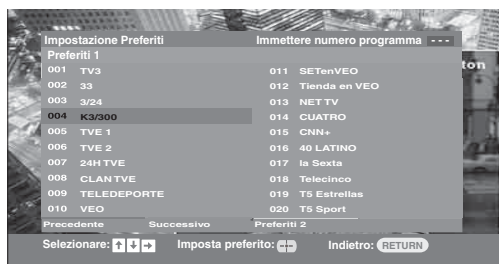 Impostazione Preferiti Immettere numero programma - - -
Preferiti 1
001 TV3 011 SETenVEO
002 33 012 Tienda en VEO
003 3/24 013 NET TV
004 K3/300 014 CUATRO
005 TVE 1 015 CNN+
006 TVE 2 016 40 LATINO
007 24H TVE 017 la Sexta
008 CLAN TVE 018 Telecinco
009 TELEDEPORTE 019 T5 Estrellas
010 VEO 020 T5 Sport
Precedente Successivo Preferiti 2
Selezionare: ↑ ↓ → Imposta preferito: Indietro: RETURN
ton